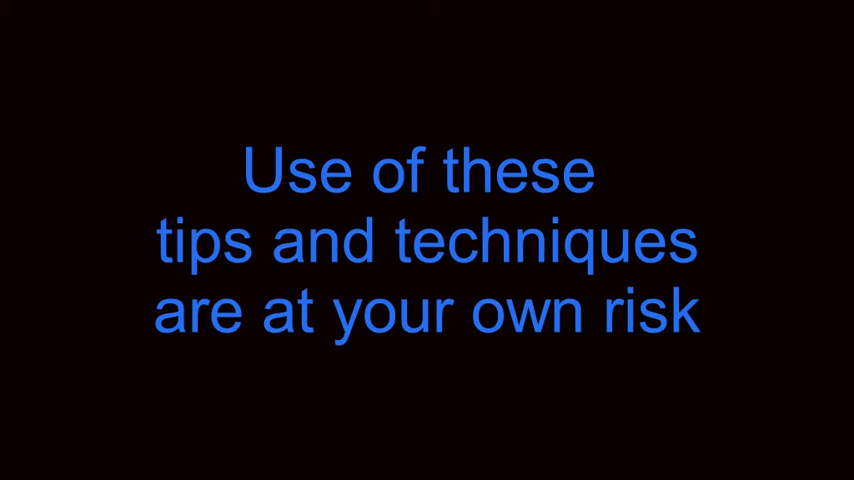 Use of these
tips and techniques
are at your own risk